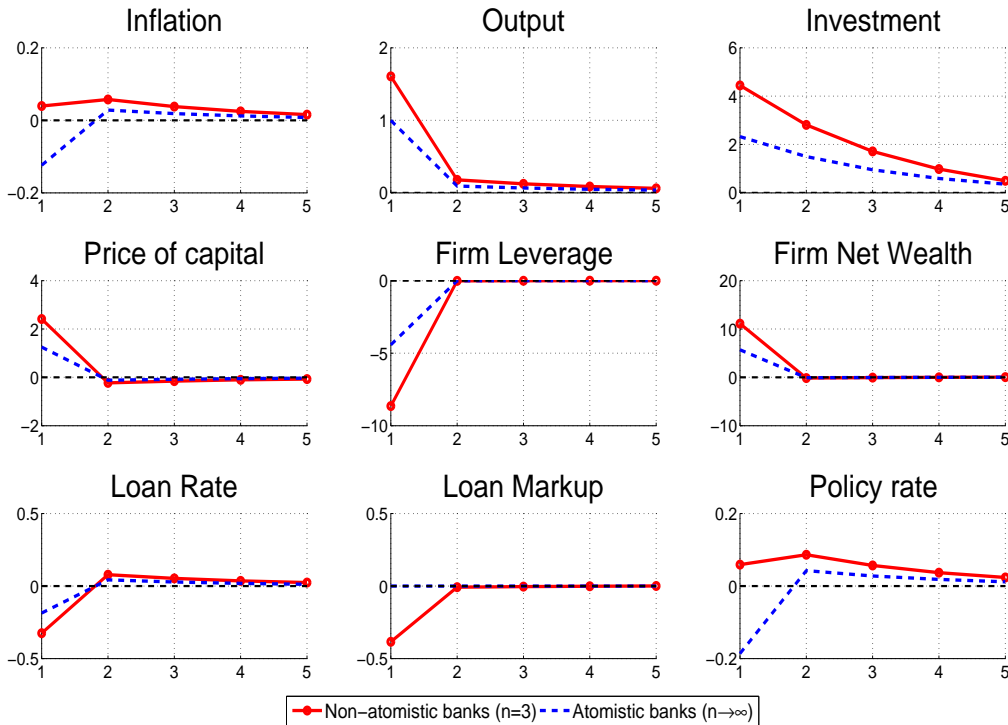 Inflation Output Investment
0.2 2 6
4
0 1
2
−0.2 0 0
1 2 3 4 5 1 2 3 4 5 1 2 3 4 5
Price of capital Firm Leverage Firm Net Wealth
4 0 20
2 10
−5
0 0
−2 −10 −10
1 2 3 4 5 1 2 3 4 5 1 2 3 4 5
Loan Rate Loan Markup Policy rate
0.5 0.5 0.2
0 0 0
−0.5 −0.5 −0.2
1 2 3 4 5 1 2 3 4 5 1 2 3 4 5
Non−atomistic banks (n=3) Atomistic banks (n→∞)